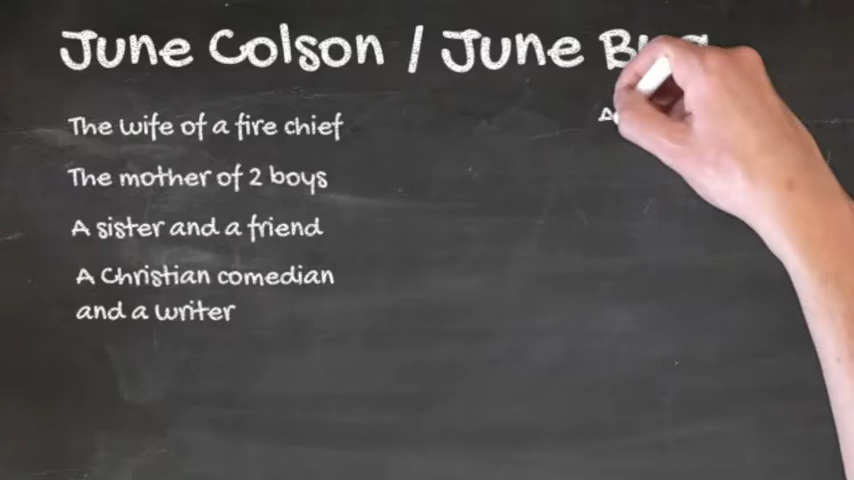 June Colson / June Bug
The wife of a fire chief
The mother of 2 boys
A sister and a friend
A Christian comedian
and a writer
A